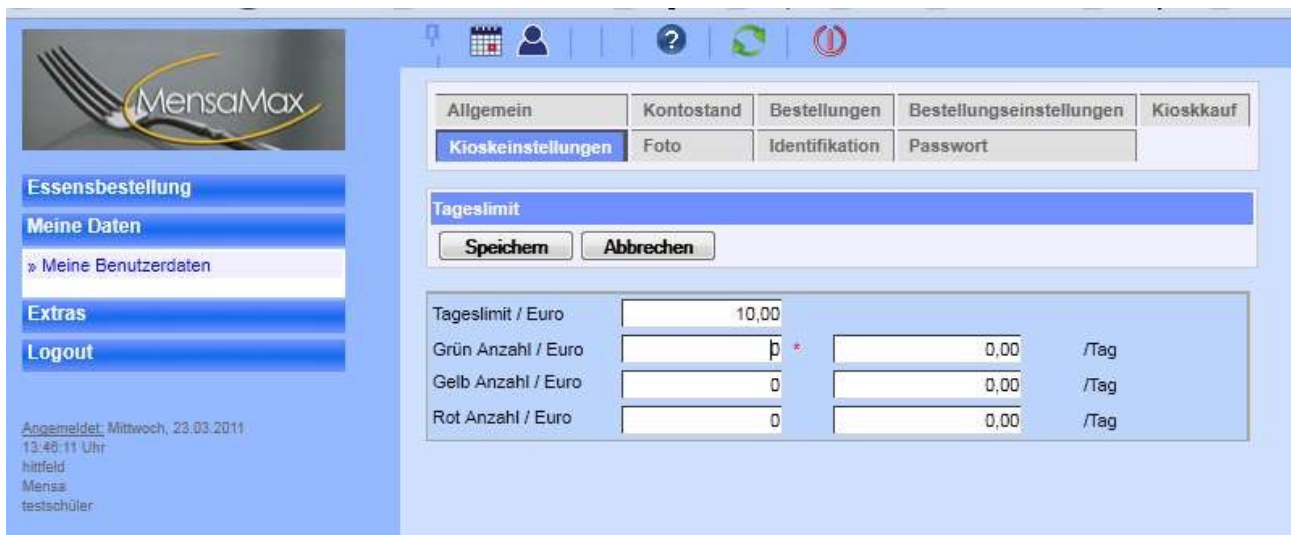 MensaMax
Essensbestellung
Meine Daten
» Meine Benutzerdaten
Extras
Logout
Angemeldet: Mittwoch, 23.03.2011
13:46:11 Uhr
hittfeld
Mensa
testschüler
Allgemein Kontostand Bestellungen Bestellungseinstellungen Kioskkauf
Kioskeinstellungen Foto Identifikation Passwort
Tageslimit
Speichern Abbrechen
Tageslimit / Euro 10,00
Grün Anzahl / Euro 0 * 0,00 /Tag
Gelb Anzahl / Euro 0 0,00 /Tag
Rot Anzahl / Euro 0 0,00 /Tag